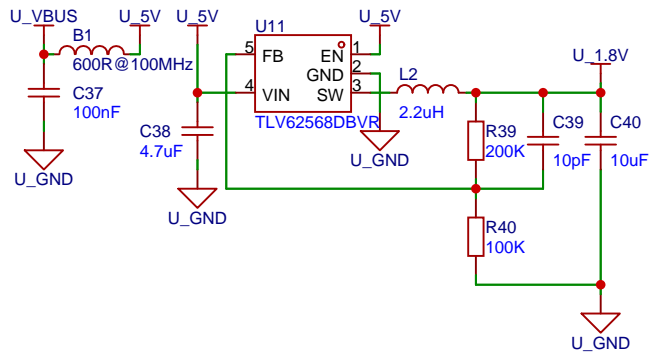 U_VBUS
U_5V
U_5V
U_5V
U_1.8V
B1
600R@100MHz
U11
5
FB
EN
1
GND
2
4
VIN
SW
3
TLV62568DBVR
L2
2.2uH
C37
100nF
C38
4.7uF
U_GND
U_GND
U_GND
R39
200K
C39
10pF
C40
10uF
R40
100K
U_GND